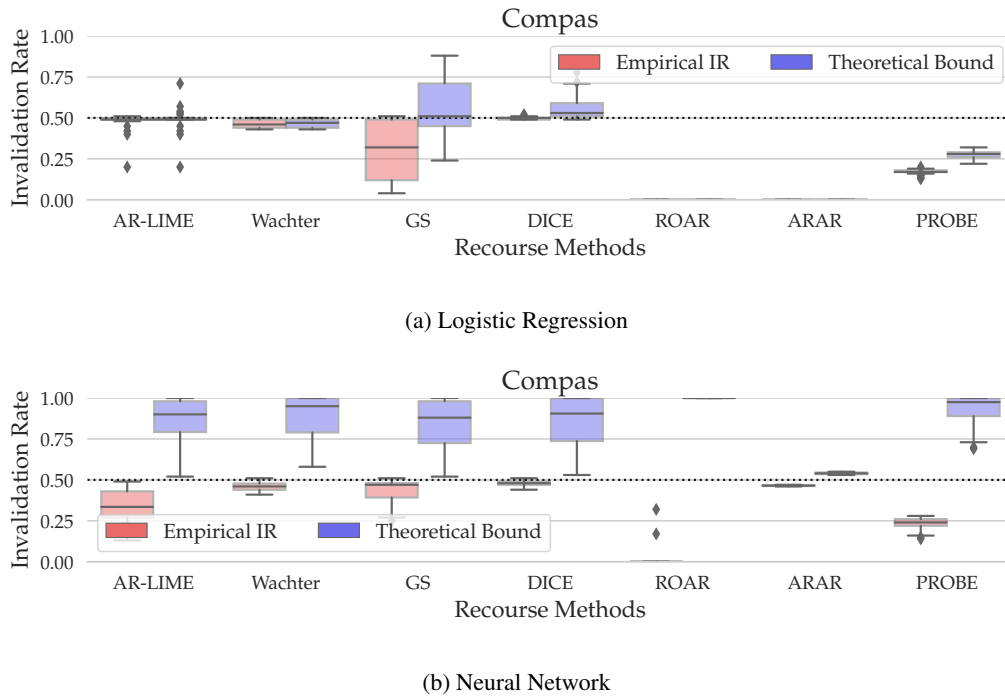 Compas
Invalidation Rate
1.00
0.75
0.50
0.25
0.00
Empirical IR
Theoretical Bound
AR-LIME
Wachter
GS
DICE
ROAR
ARAR
PROBE
Recourse Methods
(a) Logistic Regression
Compas
Invalidation Rate
1.00
0.75
0.50
0.25
0.00
Empirical IR
Theoretical Bound
AR-LIME
Wachter
GS
DICE
ROAR
ARAR
PROBE
Recourse Methods
(b) Neural Network